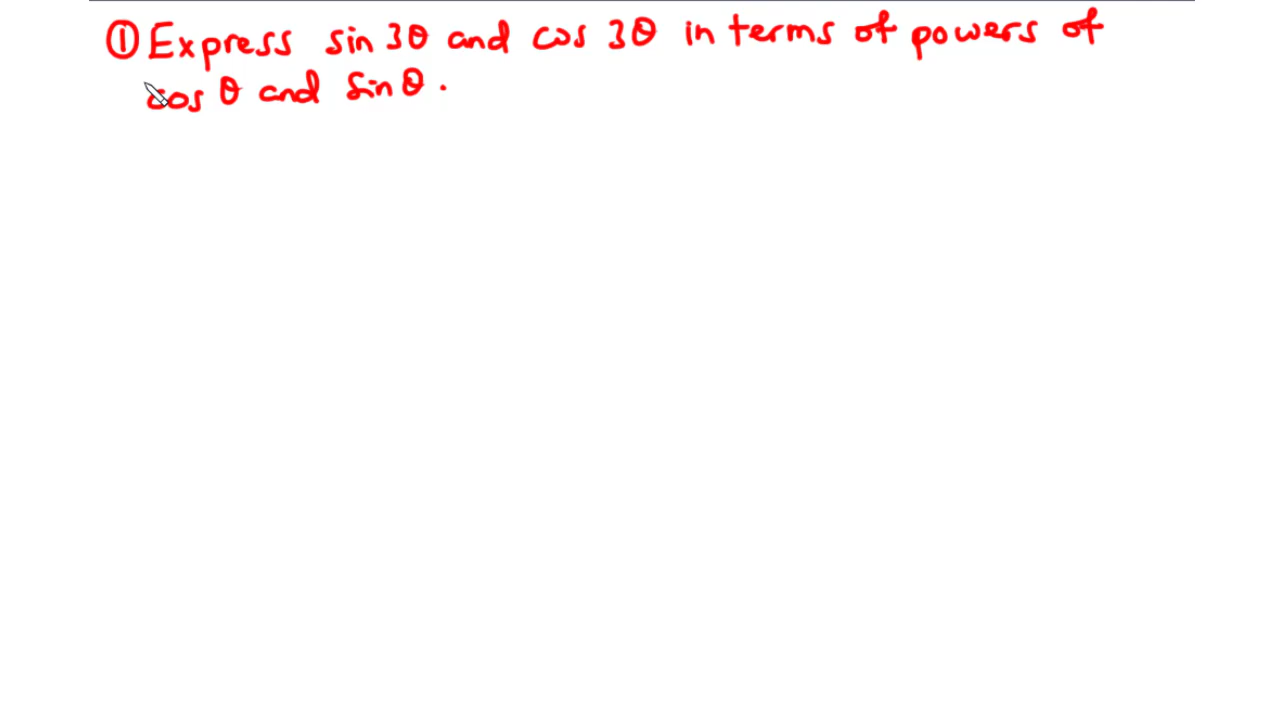 ① Express sin 3θ and cos 3θ in terms of powers of
cos θ and sin θ.